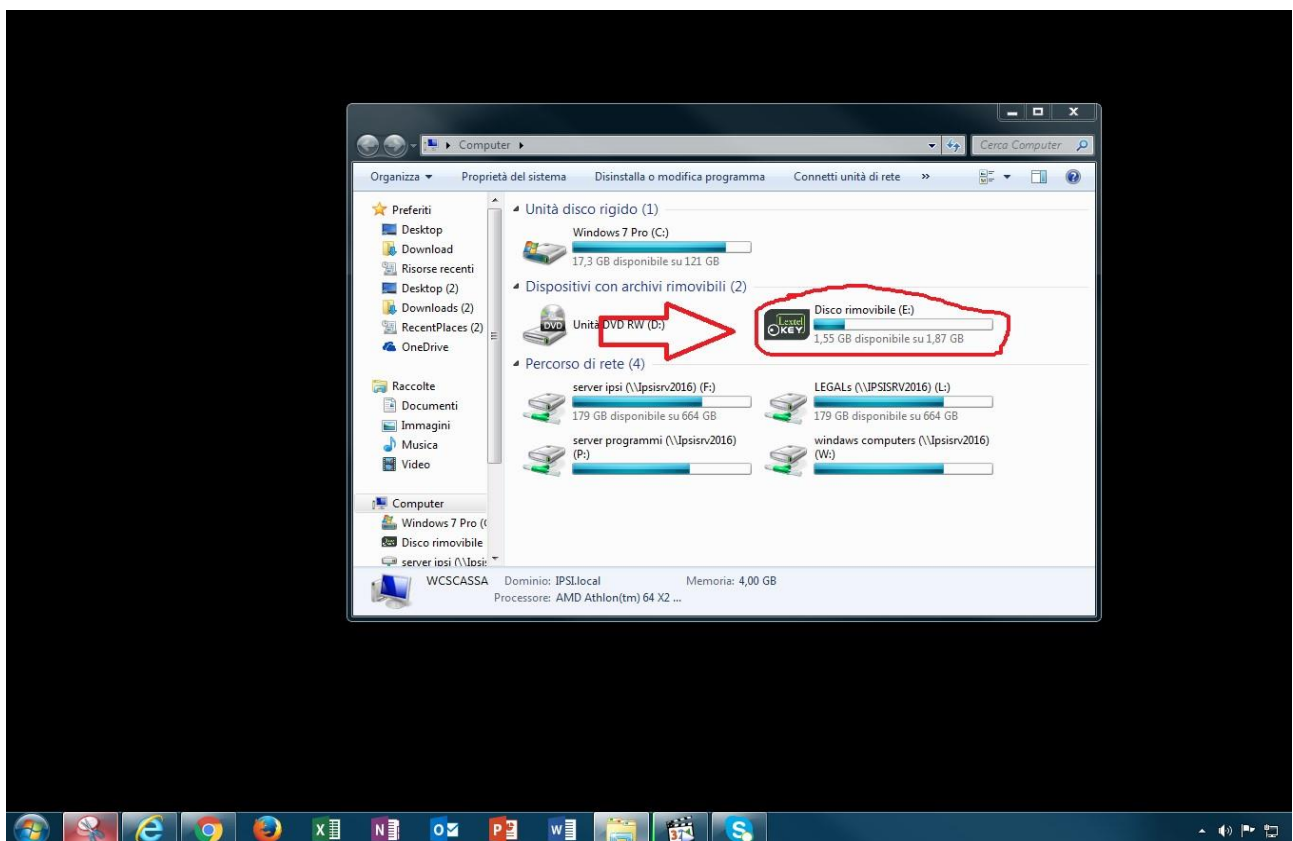 Computer
Cerca Computer
Organizza
Proprietà del sistema
Disinstalla o modifica programma
Connetti unità di rete
»
Preferiti
Desktop
Download
Risorse recenti
Desktop (2)
Downloads (2)
RecentPlaces (2)
OneDrive
Raccolte
Documenti
Immagini
Musica
Video
Computer
Windows 7 Pro (
Disco rimovibile
server ipsi (\\Ipsis
Unità disco rigido (1)
Windows 7 Pro (C:)
17,3 GB disponibile su 121 GB
Dispositivi con archivi rimovibili (2)
DVD
Unità DVD RW (D:)
Lextel
KEY
Disco rimovibile (E:)
1,55 GB disponibile su 1,87 GB
Percorso di rete (4)
server ipsi (\\Ipsisrv2016) (F:)
179 GB disponibile su 664 GB
LEGALs (\\IPSISRV2016) (L:)
179 GB disponibile su 664 GB
server programmi (\\Ipsisrv2016)
(P:)
windaws computers (\\Ipsisrv2016)
(W:)
WCSCASSA Dominio: IPSI.local Memoria: 4,00 GB
Processore: AMD Athlon(tm) 64 X2 ...